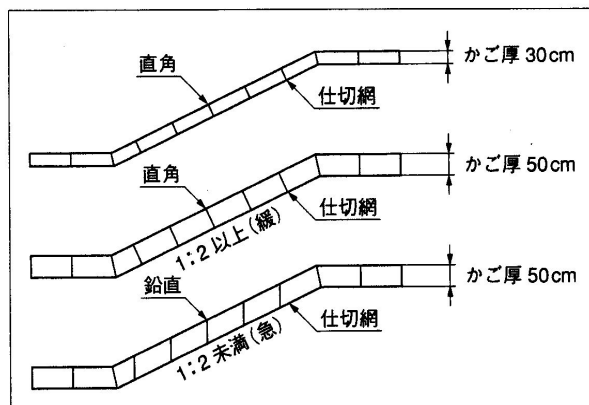 直角
かご厚 30cm
仕切網
直角
かご厚 50cm
仕切網
1:2以上(緩)
鉛直
かご厚 50cm
仕切網
1:2未満(急)